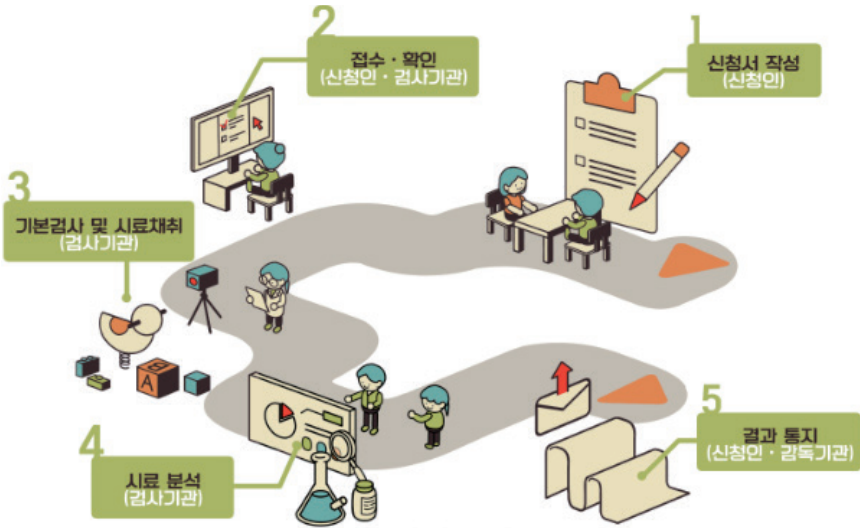 1
신청서 작성
(신청인)
2
접수 · 확인
(신청인 · 검사기관)
3
기본검사 및 시료채취
(검사기관)
A
B
4
시료 분석
(검사기관)
5
결과 통지
(신청인 · 감독기관)